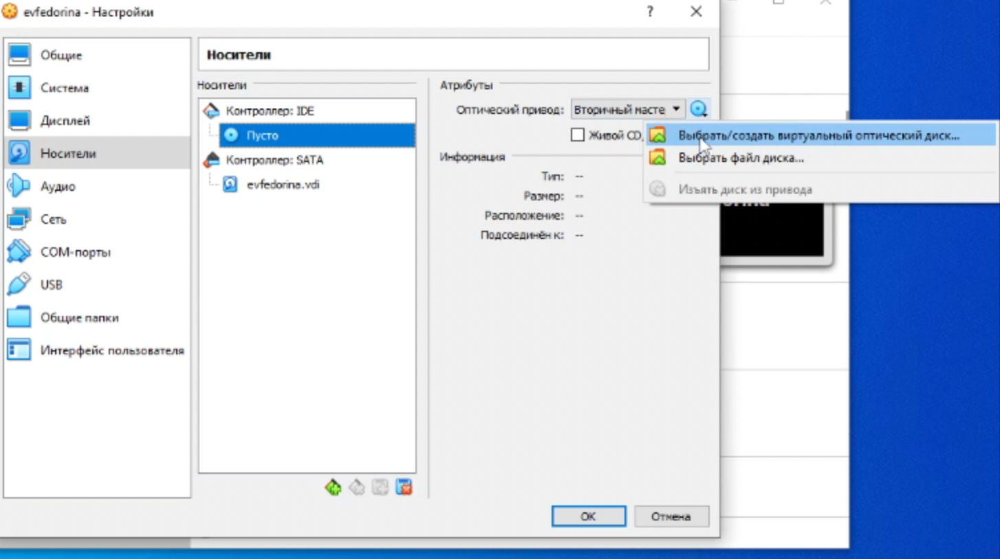 evfedorina - Настройки
?
Общие
Система
Дисплей
Носители
Аудио
Сеть
COM-порты
USB
Общие папки
Интерфейс пользователя
Носители
Носители
Контроллер: IDE
Пусто
Контроллер: SATA
evfedorina.vdi
Атрибуты
Оптический привод: Вторичный масте
Живой CD
Выбрать/создать виртуальный оптический диск...
Выбрать файл диска...
Изъять диск из привода
Информация
Тип: --
Размер: --
Расположение: --
Подсоединён к: --
OK
Отмена